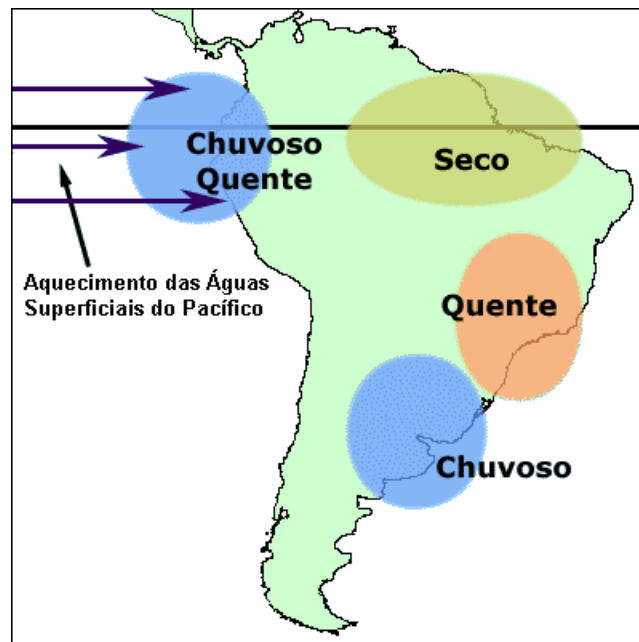 Chuvoso
Quente
Seco
Aquecimento das Águas
Superficiais do Pacífico
Quente
Chuvoso